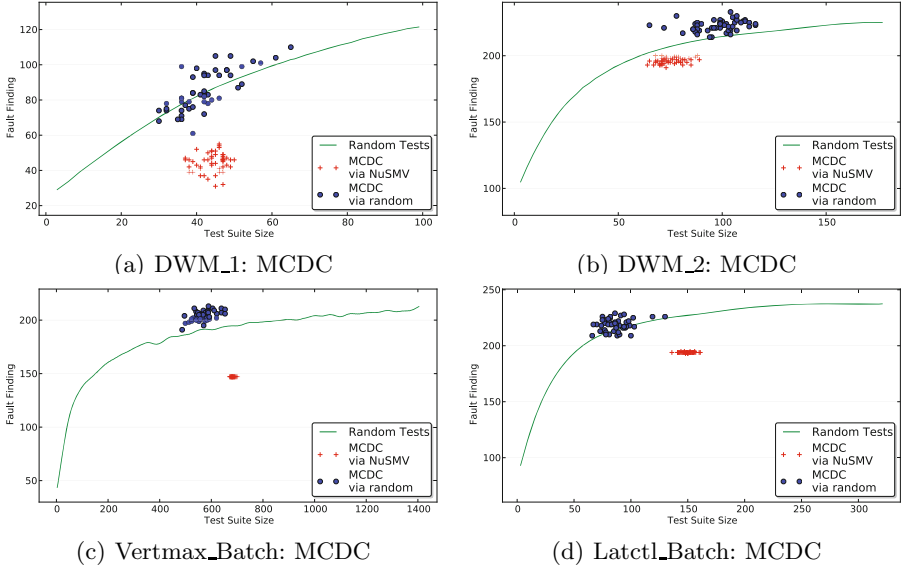 Fault Finding
120
100
80
60
40
20
0
20
40
60
80
100
Test Suite Size
Random Tests
MCDC
via NuSMV
MCDC
via random
(a) DWM_1: MCDC
Fault Finding
200
150
100
0
50
100
150
Test Suite Size
Random Tests
MCDC
via NuSMV
MCDC
via random
(b) DWM_2: MCDC
Fault Finding
200
150
100
50
0
200
400
600
800
1000
1200
1400
Test Suite Size
Random Tests
MCDC
via NuSMV
MCDC
via random
(c) Vertmax_Batch: MCDC
Fault Finding
250
200
150
100
0
50
100
150
200
250
300
Test Suite Size
Random Tests
MCDC
via NuSMV
MCDC
via random
(d) Latctl_Batch: MCDC